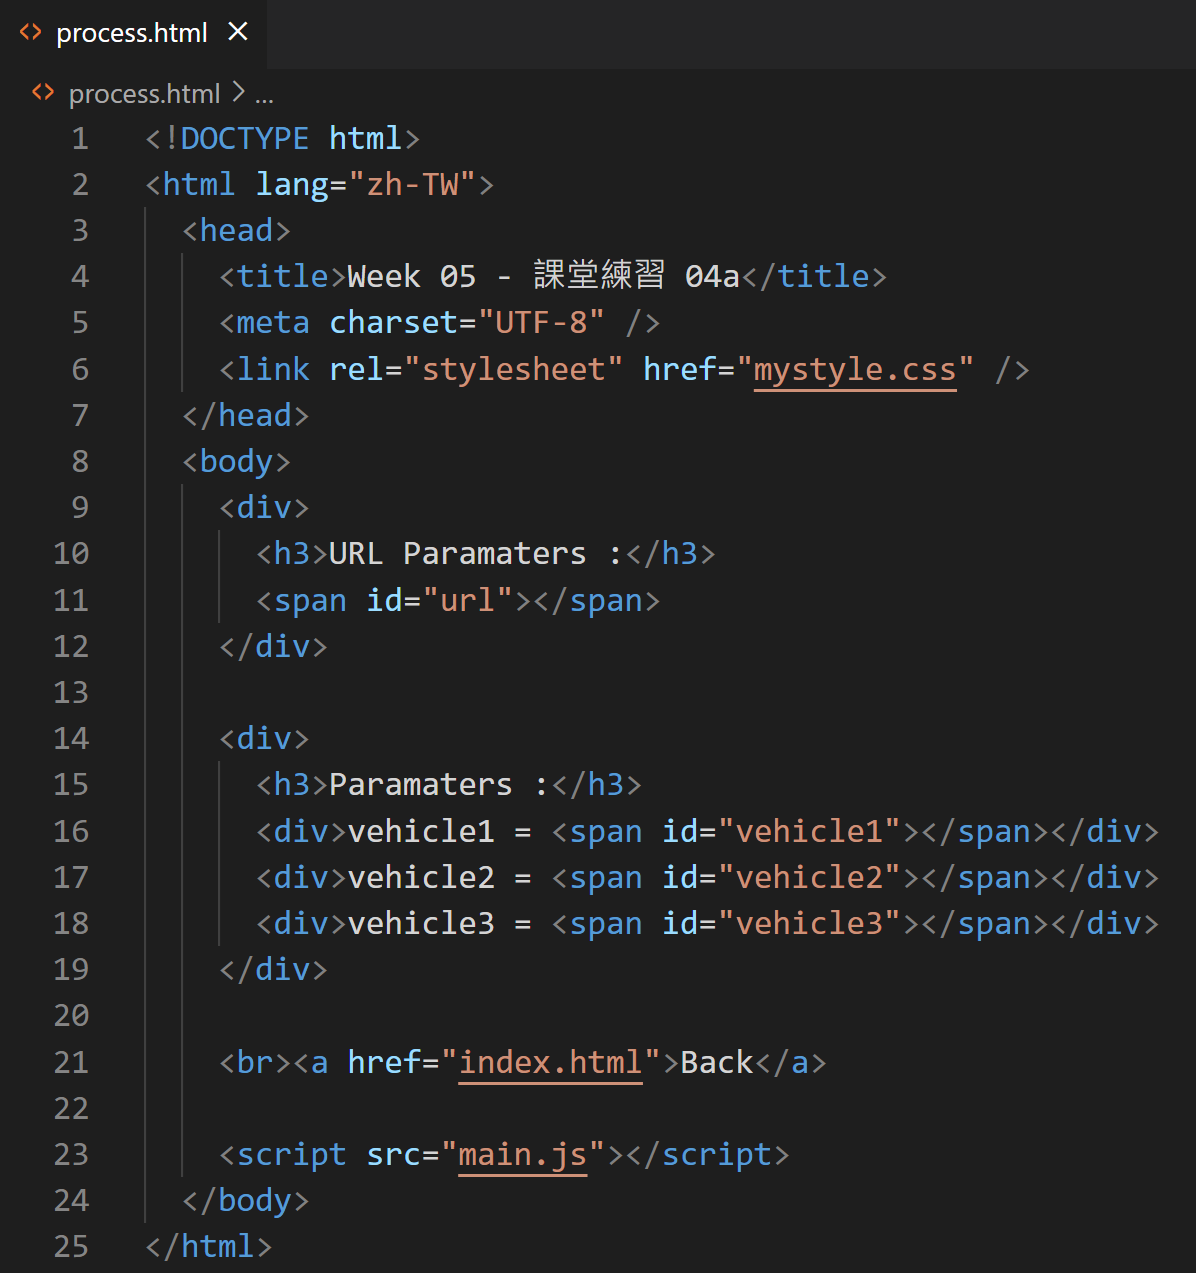 process.html
process.html > ...
1 <!DOCTYPE html>
2 <html lang="zh-TW">
3 <head>
4 <title>Week 05 - 課堂練習 04a</title>
5 <meta charset="UTF-8" />
6 <link rel="stylesheet" href="mystyle.css" />
7 </head>
8 <body>
9 <div>
10 <h3>URL Paramaters :</h3>
11 <span id="url"></span>
12 </div>
13
14 <div>
15 <h3>Paramaters :</h3>
16 <div>vehicle1 = <span id="vehicle1"></span></div>
17 <div>vehicle2 = <span id="vehicle2"></span></div>
18 <div>vehicle3 = <span id="vehicle3"></span></div>
19 </div>
20
21 <br><a href="index.html">Back</a>
22
23 <script src="main.js"></script>
24 </body>
25 </html>